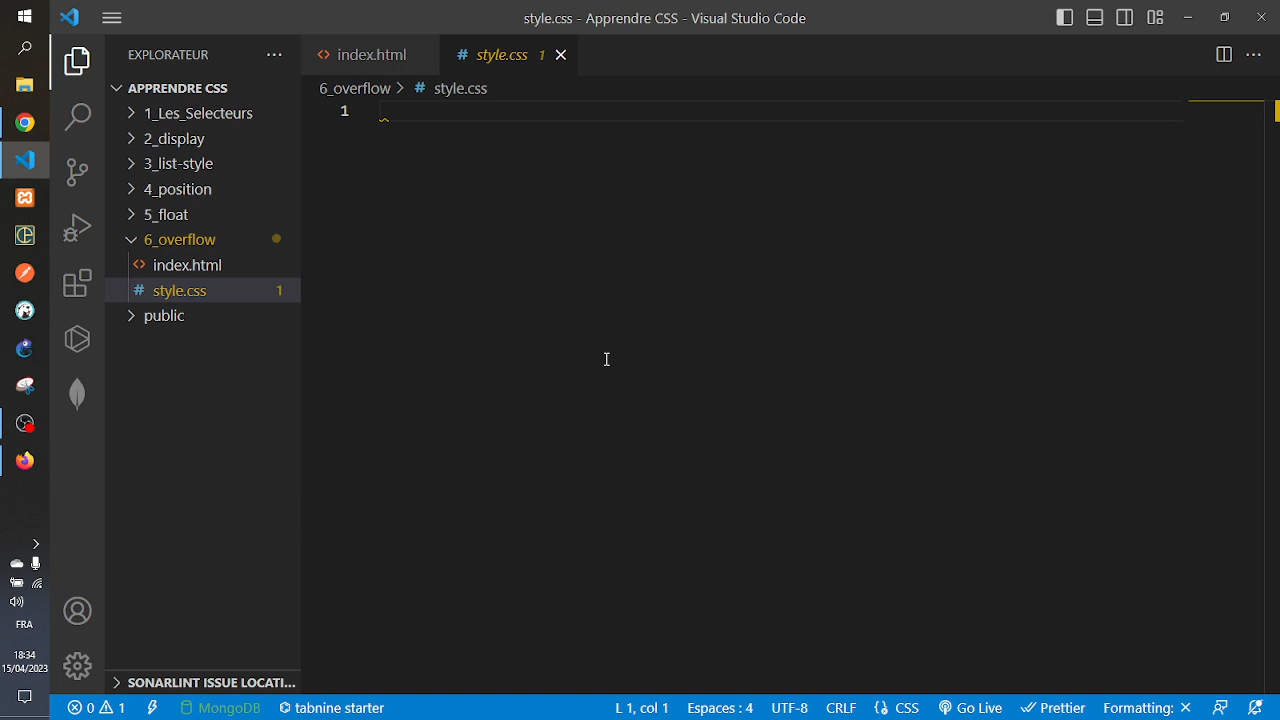 style.css - Apprendre CSS - Visual Studio Code
EXPLORATEUR
index.html
style.css 1
APPRENDRE CSS
6_overflow > # style.css
1_Les_Selecteurs
1
2_display
3_list-style
4_position
5_float
6_overflow
index.html
style.css 1
public
FRA
18:34
15/04/2023
SONARLINT ISSUE LOCATI...
0 1
MongoDB
tabnine starter
L 1, col 1
Espaces : 4
UTF-8
CRLF
CSS
Go Live
Prettier
Formatting: ×